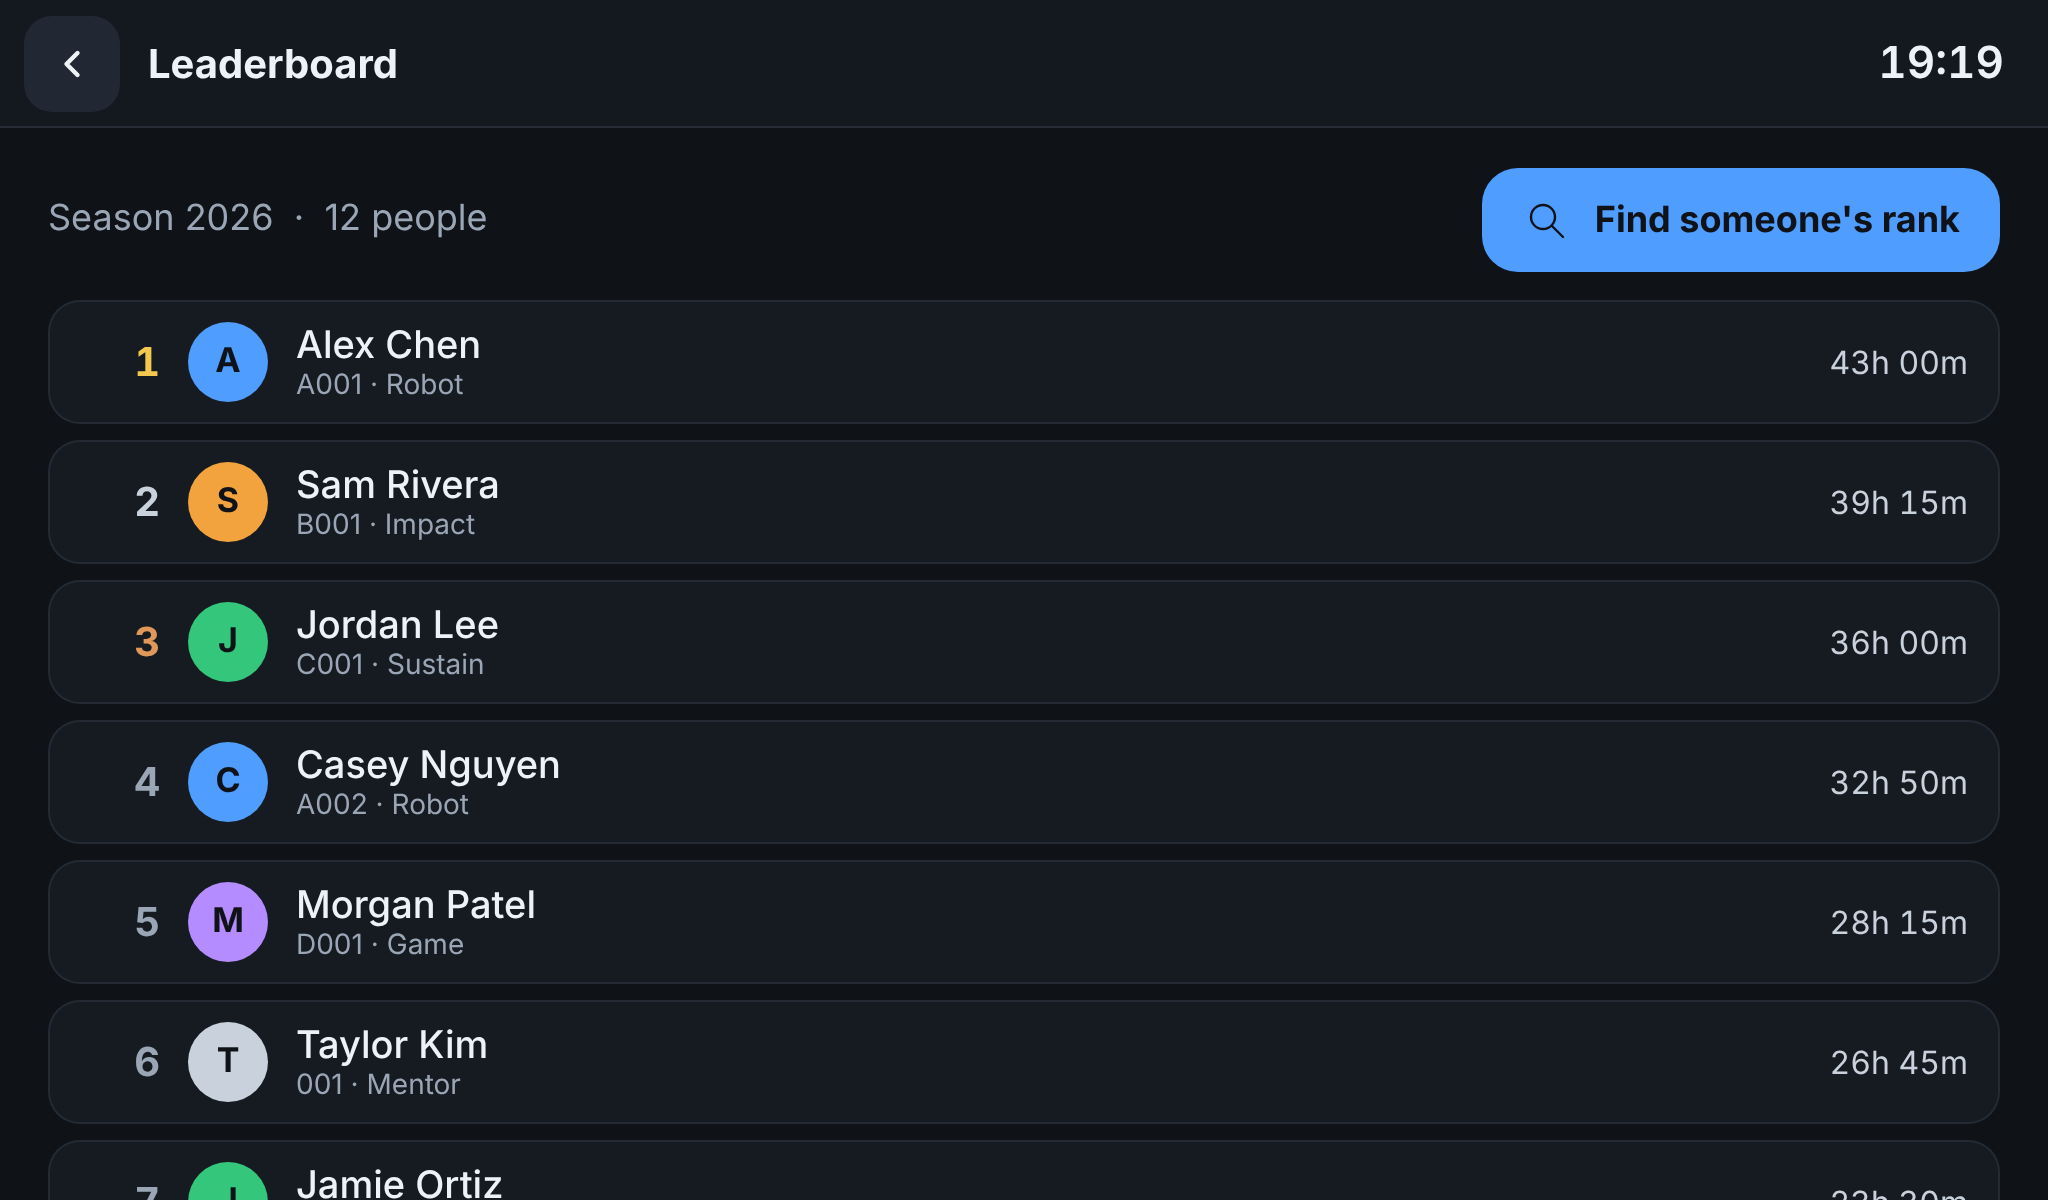 Leaderboard
19:19
Season 2026 · 12 people
Find someone's rank
1
A
Alex Chen
A001 · Robot
43h 00m
2
S
Sam Rivera
B001 · Impact
39h 15m
3
J
Jordan Lee
C001 · Sustain
36h 00m
4
C
Casey Nguyen
A002 · Robot
32h 50m
5
M
Morgan Patel
D001 · Game
28h 15m
6
T
Taylor Kim
001 · Mentor
26h 45m
7
J
Jamie Ortiz